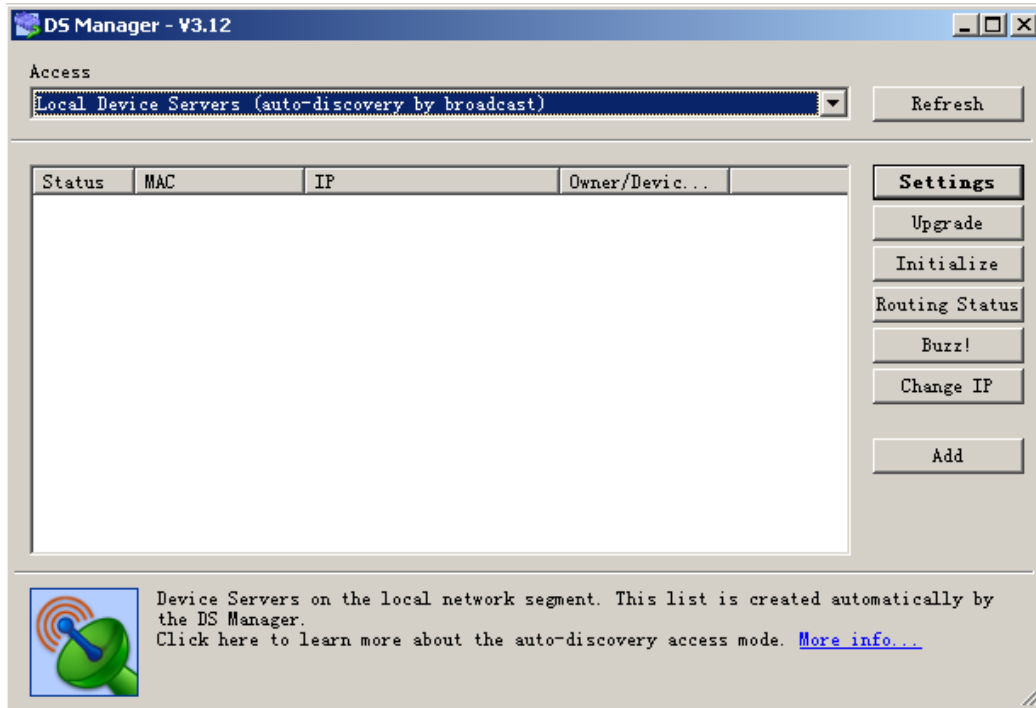 DS Manager - V3.12
Access
Local Device Servers (auto-discovery by broadcast)
Refresh
Status MAC IP Owner/Devic...
Settings
Upgrade
Initialize
Routing Status
Buzz!
Change IP
Add
Device Servers on the local network segment. This list is created automatically by
the DS Manager.
Click here to learn more about the auto-discovery access mode. More info...